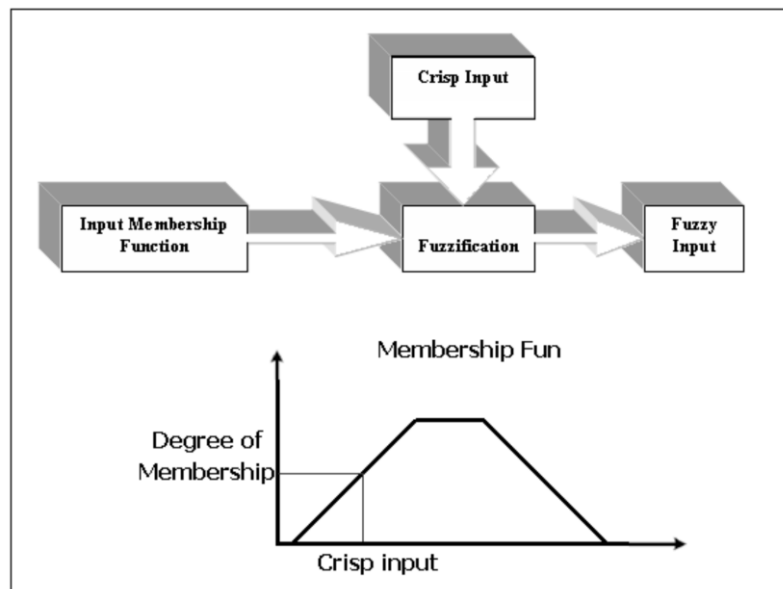 Crisp Input
Input Membership
Function
Fuzzification
Fuzzy
Input
Membership Fun
Degree of
Membership
Crisp input